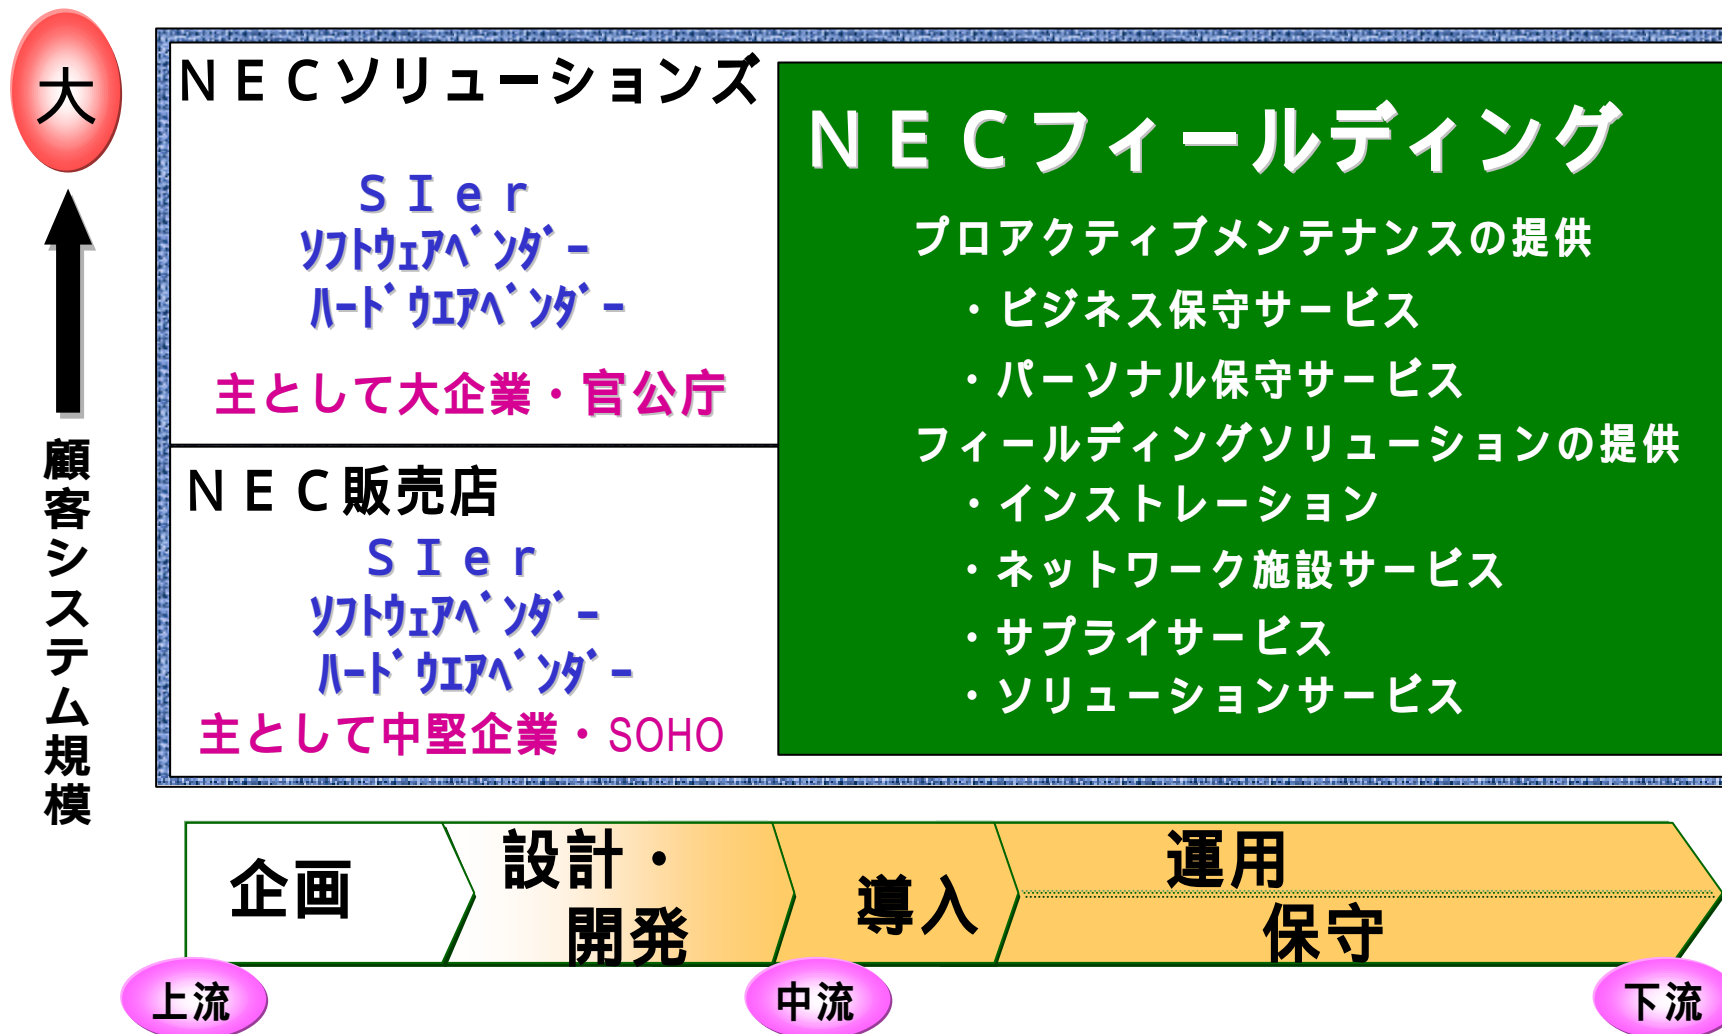 大
顧客システム規模
ＮＥＣソリューションズ
ＳＩｅｒ
ｿﾌﾄｳｪｱﾍﾞﾝﾀﾞｰ
ﾊｰﾄﾞｳｴｱﾍﾞﾝﾀﾞｰ
主として大企業・官公庁
ＮＥＣ販売店
ＳＩｅｒ
ｿﾌﾄｳｪｱﾍﾞﾝﾀﾞｰ
ﾊｰﾄﾞｳｴｱﾍﾞﾝﾀﾞｰ
主として中堅企業・SOHO
ＮＥＣフィールディング
プロアクティブメンテナンスの提供
・ビジネス保守サービス
・パーソナル保守サービス
フィールディングソリューションの提供
・インストレーション
・ネットワーク施設サービス
・サプライサービス
・ソリューションサービス
企画
設計・
開発
導入
運用
保守
上流
中流
下流